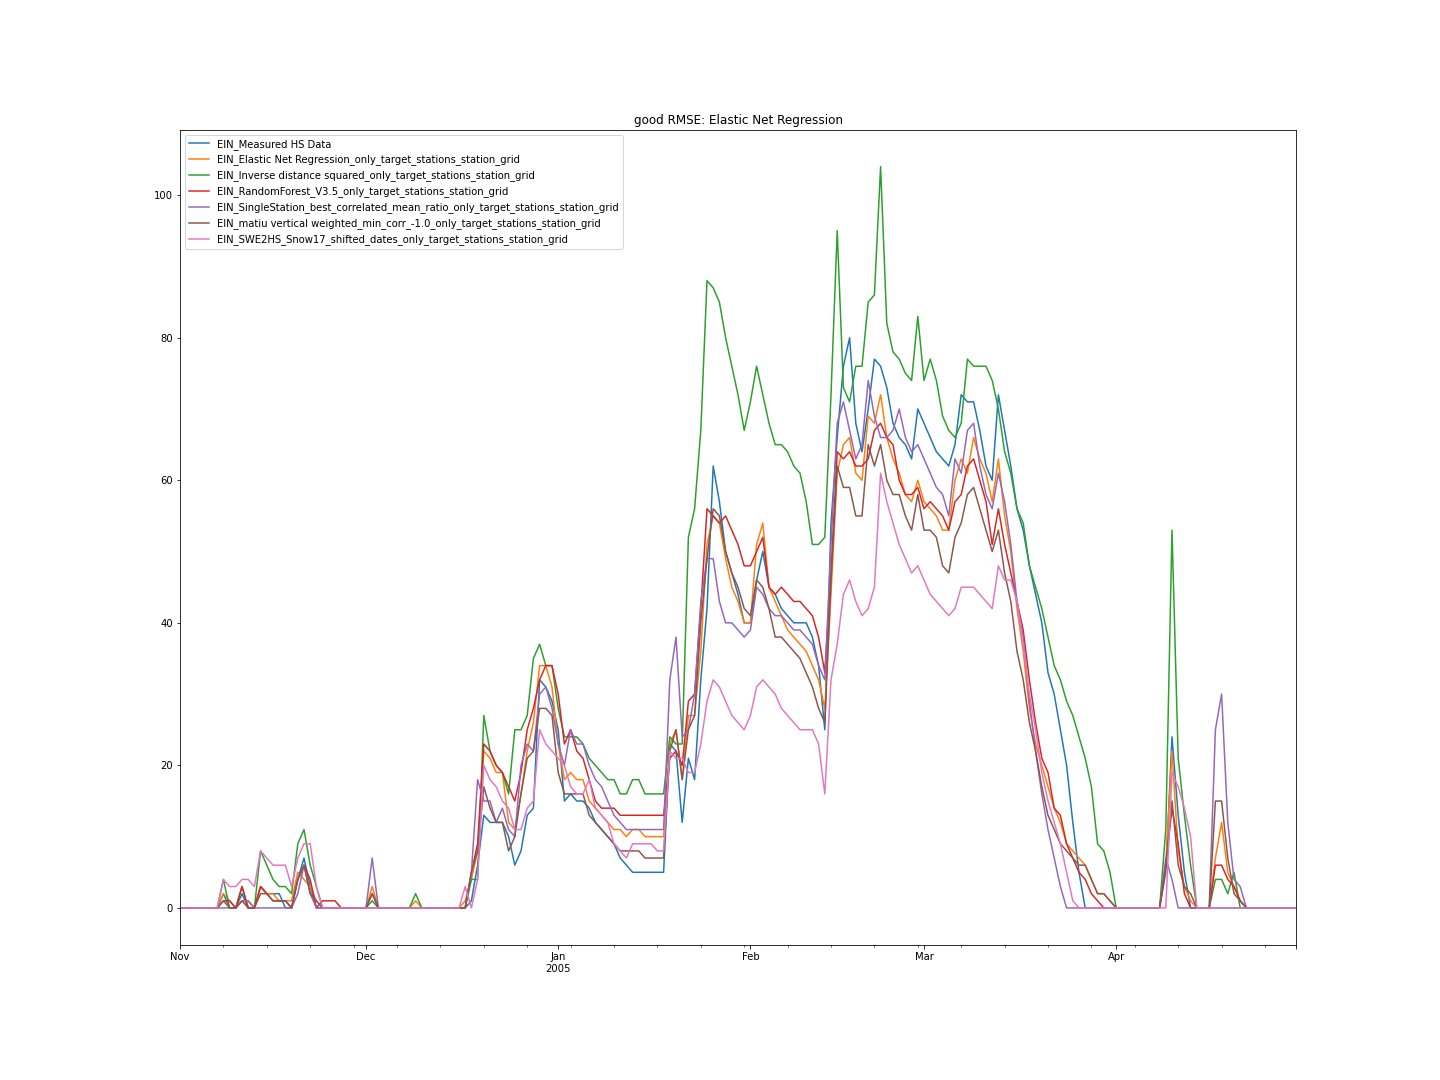 good RMSE: Elastic Net Regression
EIN_Measured HS Data
EIN_Elastic Net Regression_only_target_stations_station_grid
EIN_Inverse distance squared_only_target_stations_station_grid
EIN_RandomForest_V3.5_only_target_stations_station_grid
EIN_SingleStation_best_correlated_mean_ratio_only_target_stations_station_grid
EIN_matiu vertical weighted_min_corr_-1.0_only_target_stations_station_grid
EIN_SWE2HS_Snow17_shifted_dates_only_target_stations_station_grid
100
80
60
40
20
0
Nov Dec Jan Feb Mar Apr
2005